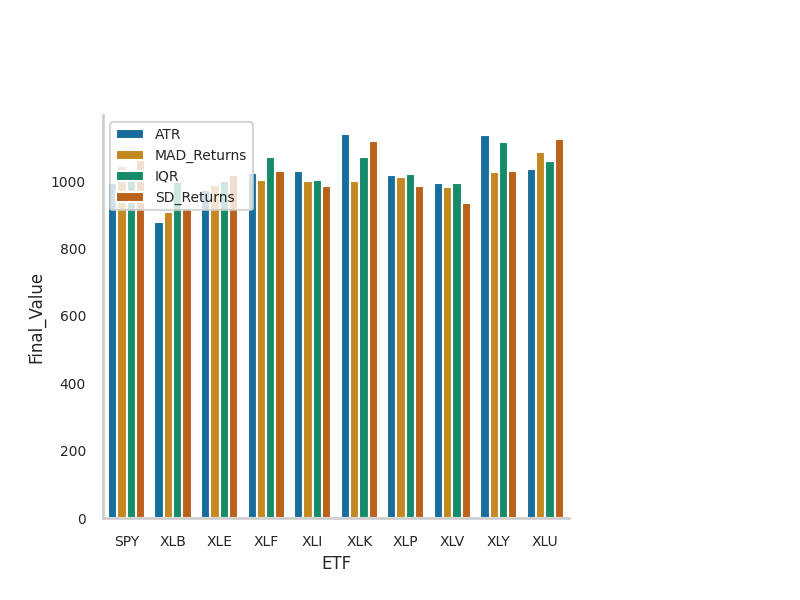 ATR
MAD_Returns
IQR
SD_Returns
1000
800
600
400
200
0
Final_Value
SPY XLB XLE XLF XLI XLK XLP XLV XLY XLU
ETF